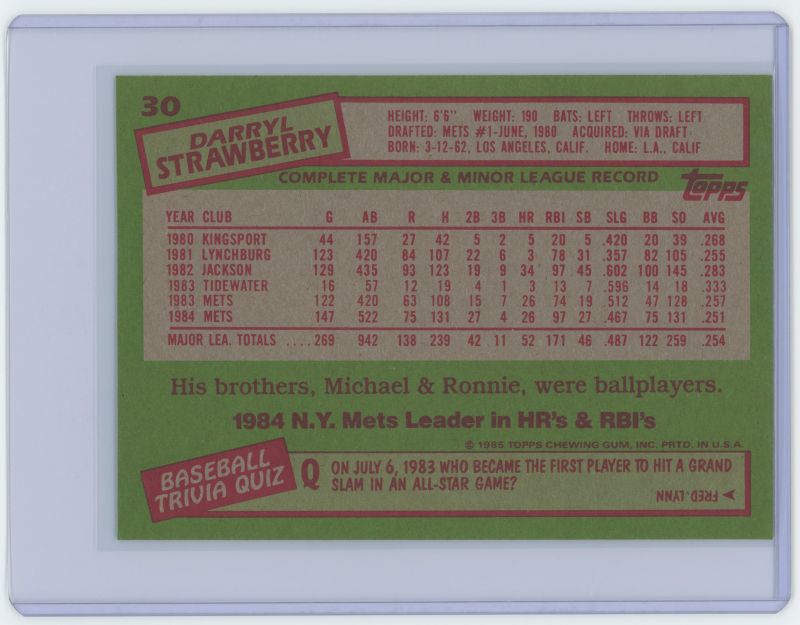 30
DARRYL
STRAWBERRY
HEIGHT: 6'6" WEIGHT: 190 BATS: LEFT THROWS: LEFT
DRAFTED: METS #1-JUNE, 1980 ACQUIRED: VIA DRAFT
BORN: 3-12-62, LOS ANGELES, CALIF. HOME: L.A., CALIF
COMPLETE MAJOR & MINOR LEAGUE RECORD
TOPPS
YEAR CLUB G AB R H 2B 3B HR RBI SB SLG BB SO AVG
1980 KINGSPORT 44 157 27 42 5 2 5 20 5 .420 20 39 .268
1981 LYNCHBURG 123 420 84 107 22 6 3 78 31 .357 82 105 .255
1982 JACKSON 129 435 93 123 19 9 34 97 45 .602 100 145 .283
1983 TIDEWATER 16 57 12 19 4 1 3 13 7 .596 14 18 .333
1983 METS 122 420 63 108 15 7 26 74 19 .512 47 128 .257
1984 METS 147 522 75 131 27 4 26 97 27 .467 75 131 .251
MAJOR LEA. TOTALS ....269 942 138 239 42 11 52 171 46 .487 122 259 .254
His brothers, Michael & Ronnie, were ballplayers.
1984 N.Y. Mets Leader in HR's & RBI's
© 1985 TOPPS CHEWING GUM, INC. PRTD. IN U.S.A.
BASEBALL
TRIVIA QUIZ
Q ON JULY 6, 1983 WHO BECAME THE FIRST PLAYER TO HIT A GRAND
SLAM IN AN ALL-STAR GAME?
FRED LYNN